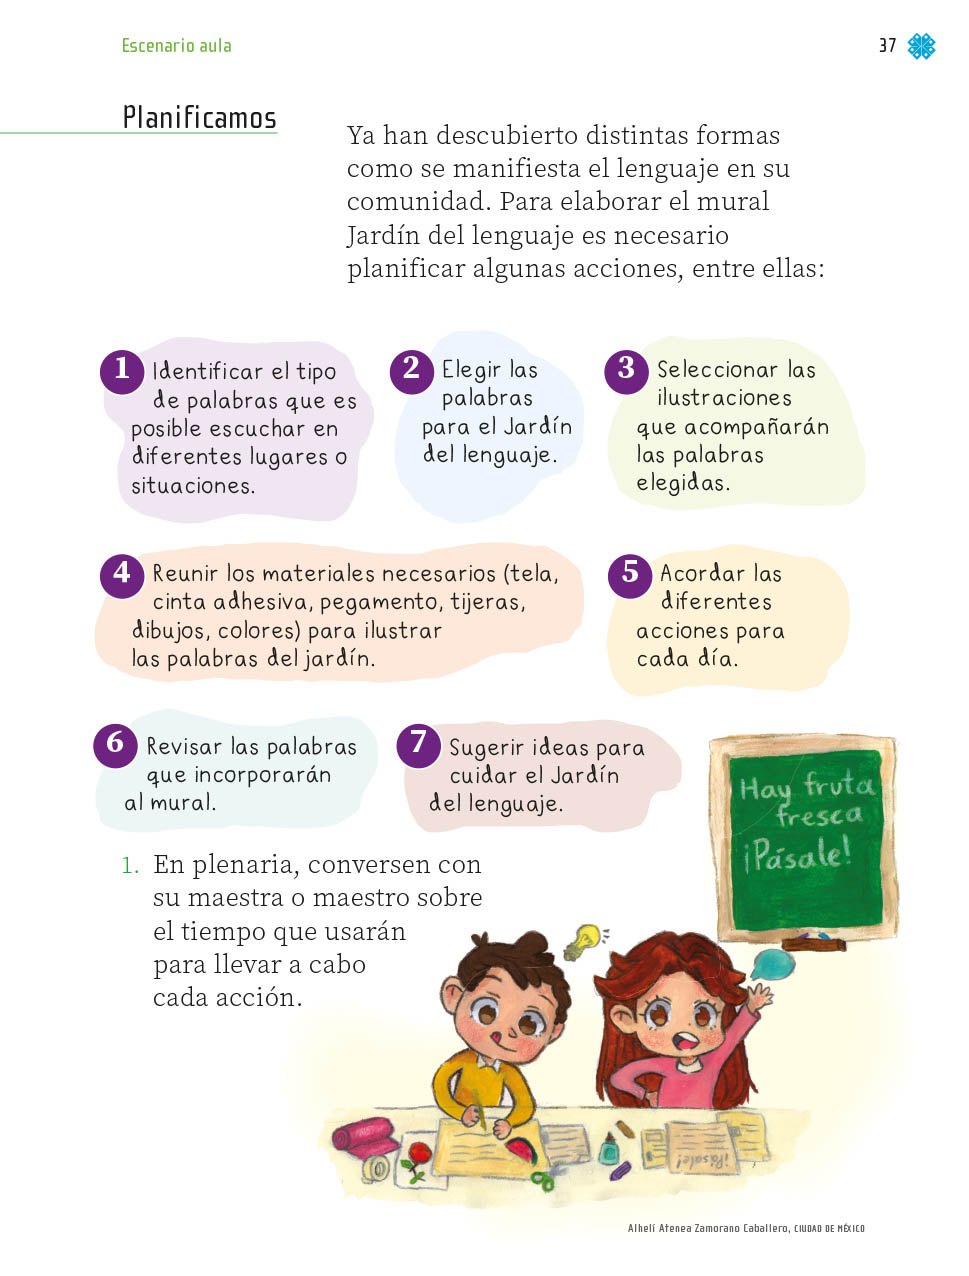 Escenario aula
37
Planificamos
Ya han descubierto distintas formas
como se manifiesta el lenguaje en su
comunidad. Para elaborar el mural
Jardín del lenguaje es necesario
planificar algunas acciones, entre ellas:
1 Identificar el tipo
de palabras que es
posible escuchar en
diferentes lugares o
situaciones.
2 Elegir las
palabras
para el Jardín
del lenguaje.
3 Seleccionar las
ilustraciones
que acompañarán
las palabras
elegidas.
4 Reunir los materiales necesarios (tela,
cinta adhesiva, pegamento, tijeras,
dibujos, colores) para ilustrar
las palabras del jardín.
5 Acordar las
diferentes
acciones para
cada día.
6 Revisar las palabras
que incorporarán
al mural.
7 Sugerir ideas para
cuidar el Jardín
del lenguaje.
1. En plenaria, conversen con
su maestra o maestro sobre
el tiempo que usarán
para llevar a cabo
cada acción.
Hay fruta
fresca
¡Pásale!
¡Pásale!
Alhelí Atenea Zamorano Caballero, CIUDAD DE MÉXICO